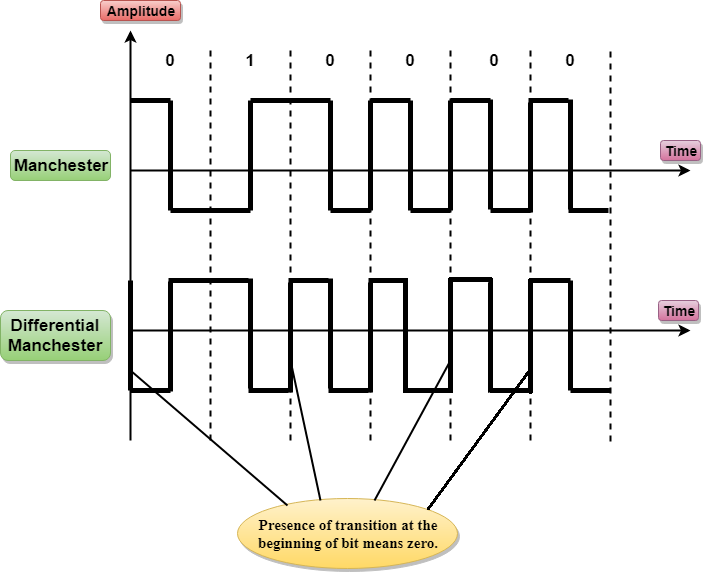 Amplitude
0 1 0 0 0 0
Manchester
Time
Differential
Manchester
Time
Presence of transition at the
beginning of bit means zero.